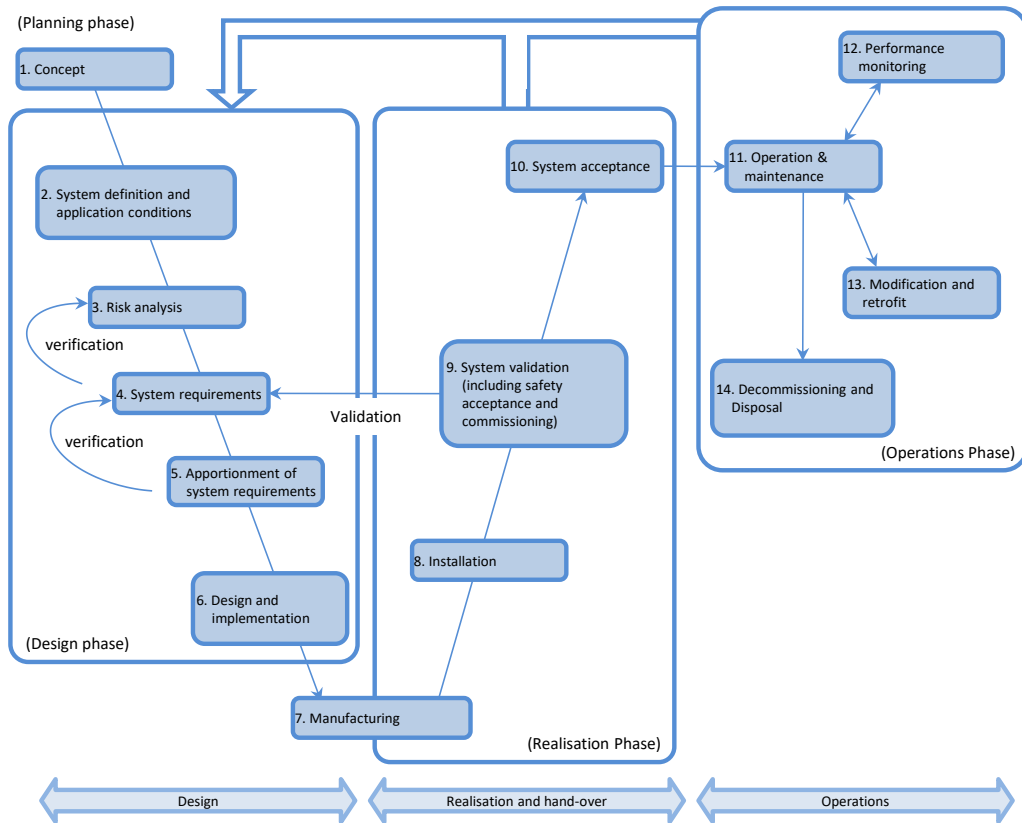 (Planning phase)
1. Concept
2. System definition and
application conditions
3. Risk analysis
verification
4. System requirements
verification
5. Apportionment of
system requirements
6. Design and
implementation
(Design phase)
7. Manufacturing
Validation
10. System acceptance
9. System validation
(including safety
acceptance and
commissioning)
8. Installation
(Realisation Phase)
12. Performance
monitoring
11. Operation &
maintenance
13. Modification and
retrofit
14. Decommissioning and
Disposal
(Operations Phase)
Design
Realisation and hand-over
Operations